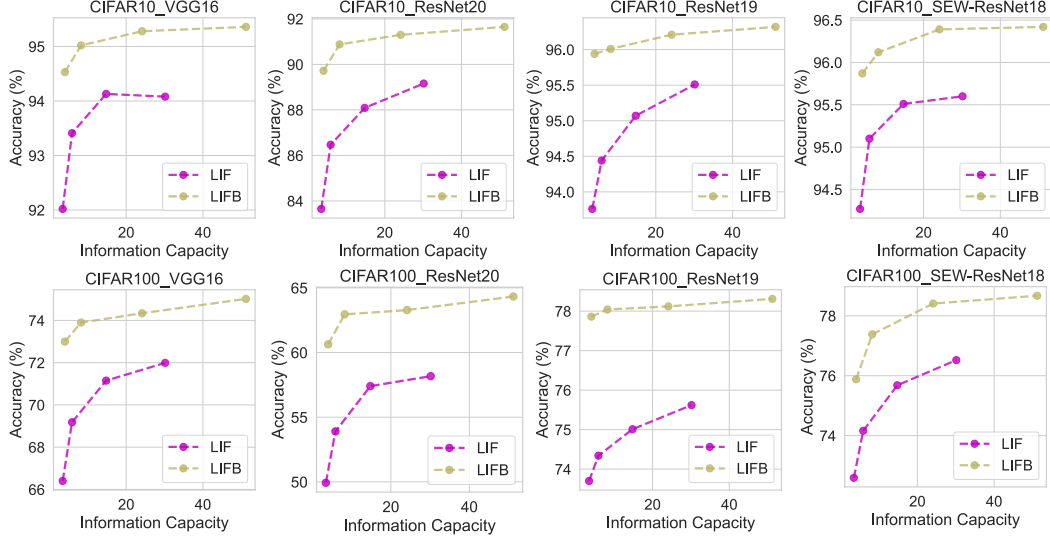 CIFAR10_VGG16
Accuracy (%)
95
94
93
92
20
40
Information Capacity
LIF
LIFB
CIFAR10_ResNet20
Accuracy (%)
92
90
88
86
84
20
40
Information Capacity
LIF
LIFB
CIFAR10_ResNet19
Accuracy (%)
96.0
95.5
95.0
94.5
94.0
20
40
Information Capacity
LIF
LIFB
CIFAR10_SEW-ResNet18
Accuracy (%)
96.5
96.0
95.5
95.0
94.5
20
40
Information Capacity
LIF
LIFB
CIFAR100_VGG16
Accuracy (%)
74
72
70
68
66
20
40
Information Capacity
LIF
LIFB
CIFAR100_ResNet20
Accuracy (%)
65
60
55
50
20
40
Information Capacity
LIF
LIFB
CIFAR100_ResNet19
Accuracy (%)
78
77
76
75
74
20
40
Information Capacity
LIF
LIFB
CIFAR100_SEW-ResNet18
Accuracy (%)
78
76
74
20
40
Information Capacity
LIF
LIFB